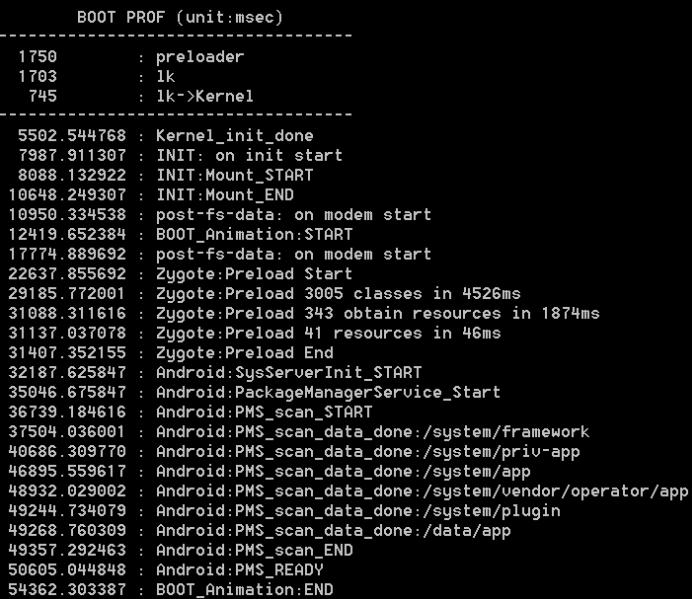 BOOT PROF (unit:msec)
------------------------------------
1750 : preloader
1703 : lk
745 : lk->Kernel
------------------------------------
5502.544768 : Kernel_init_done
7987.911307 : INIT: on init start
8088.132922 : INIT:Mount_START
10648.249307 : INIT:Mount_END
10950.334538 : post-fs-data: on modem start
12419.652384 : BOOT_Animation:START
17774.889692 : post-fs-data: on modem start
22637.855692 : Zygote:Preload Start
29185.772001 : Zygote:Preload 3005 classes in 4526ms
31088.311616 : Zygote:Preload 343 obtain resources in 1874ms
31137.037078 : Zygote:Preload 41 resources in 46ms
31407.352155 : Zygote:Preload End
32187.625847 : Android:SysServerInit_START
35046.675847 : Android:PackageManagerService_Start
36739.184616 : Android:PMS_scan_START
37504.036001 : Android:PMS_scan_data_done:/system/framework
40686.309770 : Android:PMS_scan_data_done:/system/priv-app
46895.559617 : Android:PMS_scan_data_done:/system/app
48932.029002 : Android:PMS_scan_data_done:/system/vendor/operator/app
49244.734079 : Android:PMS_scan_data_done:/system/plugin
49268.760309 : Android:PMS_scan_data_done:/data/app
49357.292463 : Android:PMS_scan_END
50605.044848 : Android:PMS_READY
54362.303387 : BOOT_Animation:END